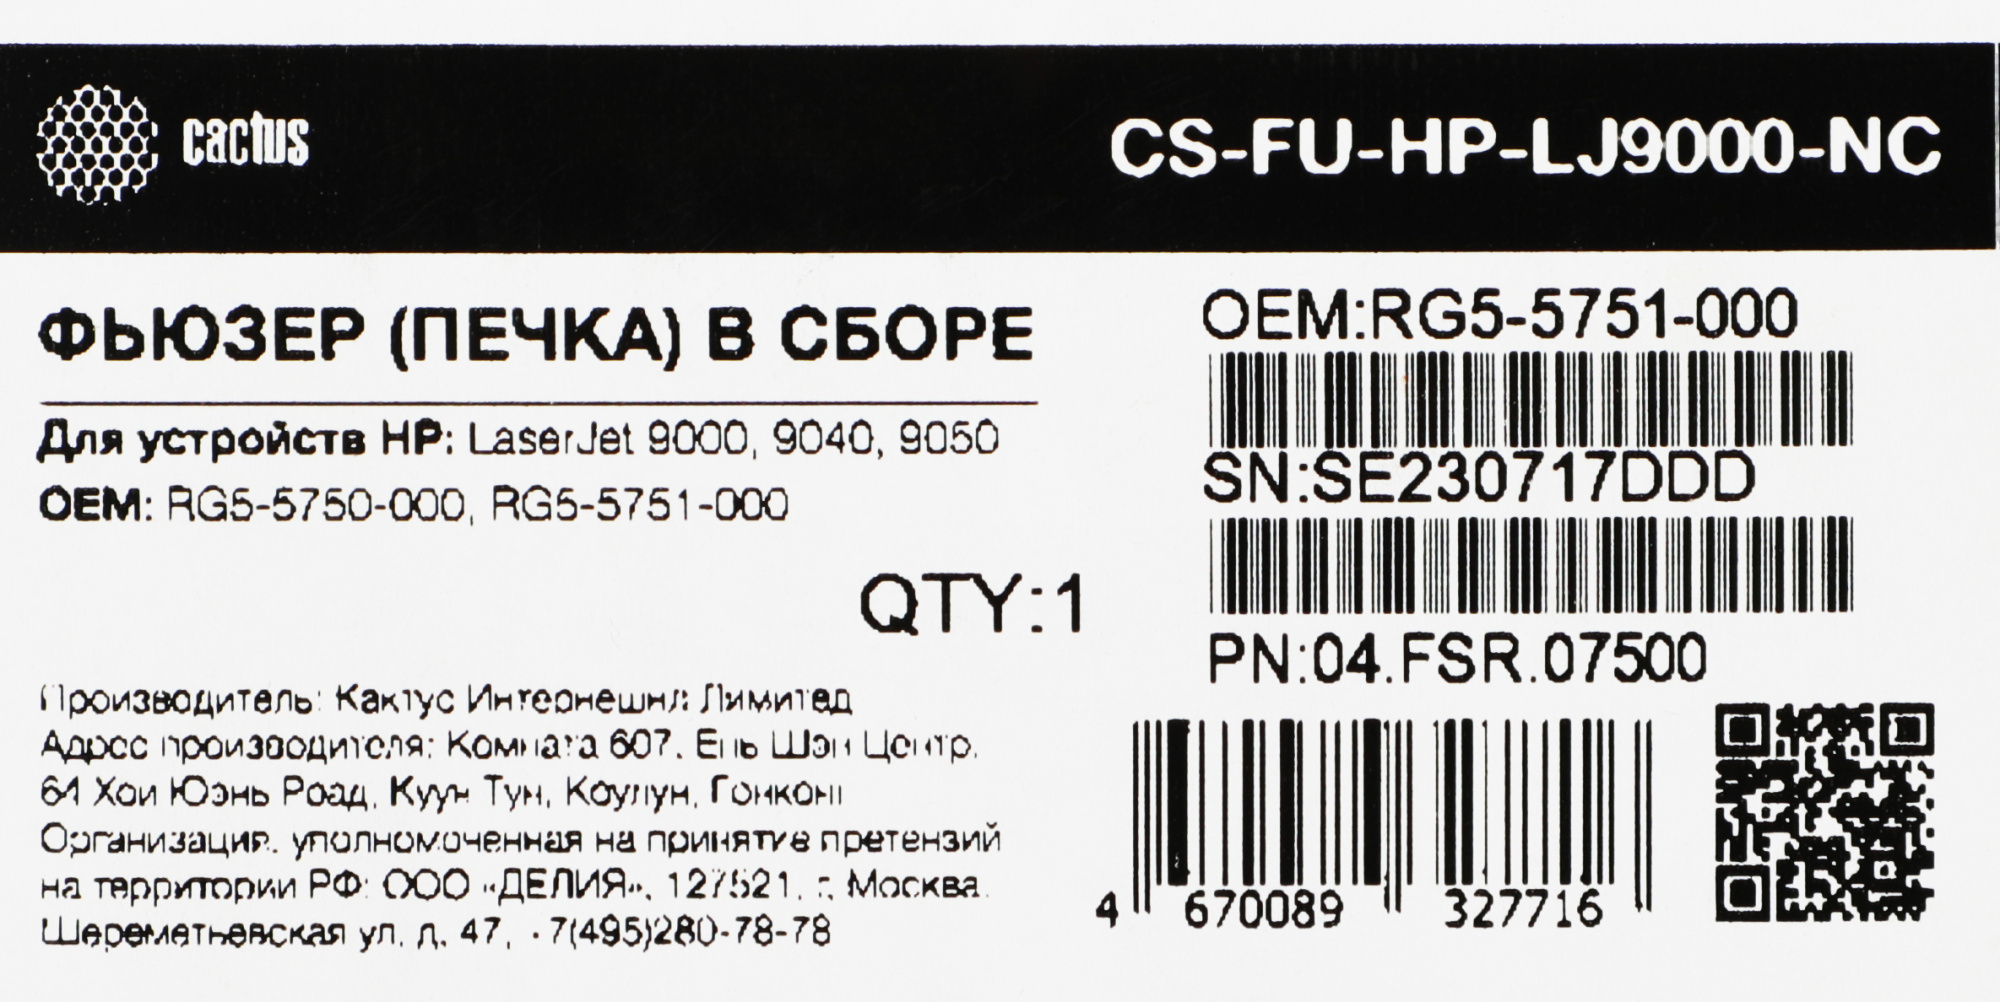 cactus
CS-FU-HP-LJ9000-NC
ФЬЮЗЕР (ПЕЧКА) В СБОРЕ
Для устройств HP: LaserJet 9000, 9040, 9050
OEM: RG5-5750-000, RG5-5751-000
QTY:1
OEM:RG5-5751-000
SN:SE230717DDD
PN:04.FSR.07500
Производитель: Кактус Интернешнл Лимитед
Адрес производителя: Комната 607, Ень Шэн Центр,
64 Хои Юэнь Роад, Куун Тун, Коулун, Гонконг
Организация, уполномоченная на принятие претензий
на территории РФ: ООО «ДЕЛИЯ», 127521, г. Москва,
Шереметьевская ул. д. 47, +7(495)280-78-78
4 670089 327716